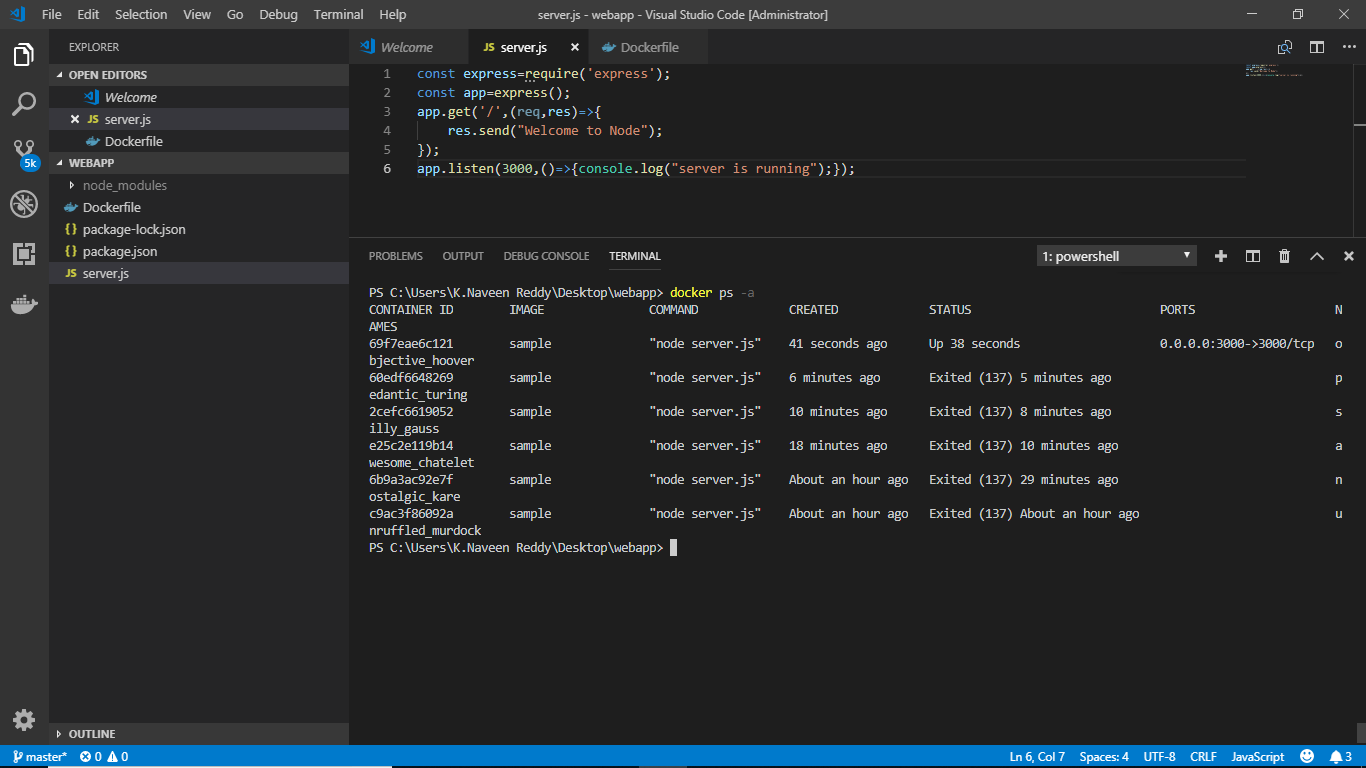 File Edit Selection View Go Debug Terminal Help
server.js - webapp - Visual Studio Code [Administrator]
EXPLORER
OPEN EDITORS
Welcome
JS server.js
Dockerfile
5k
WEBAPP
node_modules
Dockerfile
{} package-lock.json
{} package.json
JS server.js
OUTLINE
Welcome
JS server.js
Dockerfile
1 const express=require('express');
2 const app=express();
3 app.get('/',(req,res)=>{
4 res.send("Welcome to Node");
5 });
6 app.listen(3000,()=>{console.log("server is running");});
PROBLEMS OUTPUT DEBUG CONSOLE TERMINAL
1: powershell
PS C:\Users\K.Naveen Reddy\Desktop\webapp> docker ps -a
CONTAINER ID IMAGE COMMAND CREATED STATUS PORTS N
AMES
69f7eae6c121 sample "node server.js" 41 seconds ago Up 38 seconds 0.0.0.0:3000->3000/tcp o
bjective_hoover
60edf6648269 sample "node server.js" 6 minutes ago Exited (137) 5 minutes ago p
edantic_turing
2cefc6619052 sample "node server.js" 10 minutes ago Exited (137) 8 minutes ago s
illy_gauss
e25c2e119b14 sample "node server.js" 18 minutes ago Exited (137) 10 minutes ago a
wesome_chatelet
6b9a3ac92e7f sample "node server.js" About an hour ago Exited (137) 29 minutes ago n
ostalgic_kare
c9ac3f86092a sample "node server.js" About an hour ago Exited (137) About an hour ago u
nruffled_murdock
PS C:\Users\K.Naveen Reddy\Desktop\webapp>
master* 0 0
Ln 6, Col 7 Spaces: 4 UTF-8 CRLF JavaScript 3